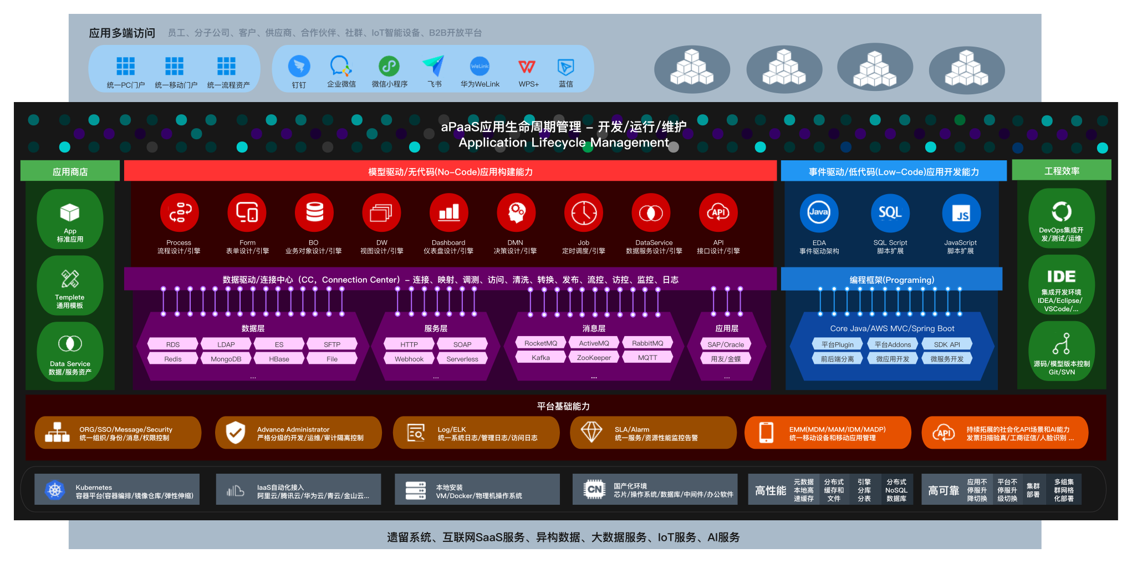 应用多端访问 员工、分子公司、客户、供应商、合作伙伴、社群、IoT智能设备、B2B开放平台
统一PC门户 统一移动门户 统一流程资产
钉钉 企业微信 微信小程序 飞书 华为WeLink WPS+ 蓝信
aPaaS应用生命周期管理 – 开发/运行/维护
Application Lifecycle Management
应用商店
App
标准应用
Templete
通用模板
Data Service
数据/服务资产
模型驱动/无代码(No-Code)应用构建能力
Process
流程设计/引擎
Form
表单设计/引擎
BO
业务对象设计/引擎
DW
视图设计/引擎
Dashboard
仪表盘设计/引擎
DMN
决策设计/引擎
Job
定时调度/引擎
DataService
数据服务设计/引擎
API
API
接口设计/引擎
事件驱动/低代码(Low-Code)应用开发能力
Java
EDA
事件驱动架构
SQL
SQL Script
脚本扩展
JS
JavaScript
脚本扩展
工程效率
DevOps集成开
发/测试/运维
IDE
集成开发环境
IDEA/Eclipse/
VSCode/...
源码/模型版本控制
Git/SVN
数据驱动/连接中心（CC，Connection Center）– 连接、映射、调测、访问、清洗、转换、发布、流控、访控、监控、日志
数据层
RDS LDAP ES SFTP
Redis MongoDB HBase File
...
服务层
HTTP SOAP
Webhook Serverless
...
消息层
RocketMQ ActiveMQ RabbitMQ
Kafka ZooKeeper MQTT
...
应用层
SAP/Oracle
用友/金蝶
...
编程框架(Programing)
Core Java/AWS MVC/Spring Boot
平台Plugin 平台Addons SDK API
前后端分离 微应用开发 微服务开发
平台基础能力
ORG/SSO/Message/Security
统一组织/身份/消息/权限控制
Advance Administrator
严格分级的开发/运维/审计隔离控制
Log/ELK
统一系统日志/管理日志/访问日志
SLA/Alarm
统一服务/资源性能监控告警
EMM(MDM/MAM/IDM/MADP)
统一移动设备和移动应用管理
API
持续拓展的社会化API场景和AI能力
发票扫描验真/工商征信/人脸识别 ...
Kubernetes
容器平台(容器编排/镜像仓库/弹性伸缩)
IaaS自动化接入
阿里云/腾讯云/华为云/青云/金山云...
本地安装
VM/Docker/物理机操作系统
CN
国产化环境
芯片/操作系统/数据库/中间件/办公软件
高性能
元数据
本地高
速缓存
分布式
缓存和
文件
引擎
分库
分表
分布式
NoSQL
数据库
高可靠
应用不
停服升
降切换
平台不
停服升
级切换
集群
部署
多组集
群网格
化部署
遗留系统、互联网SaaS服务、异构数据、大数据服务、IoT服务、AI服务